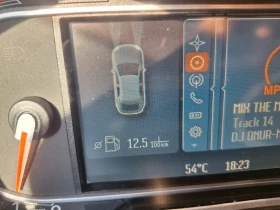 MP
MIX THE M
Track 14
DJ ONUR-M
⌀ 12.5 l/100km
54°C 18:23